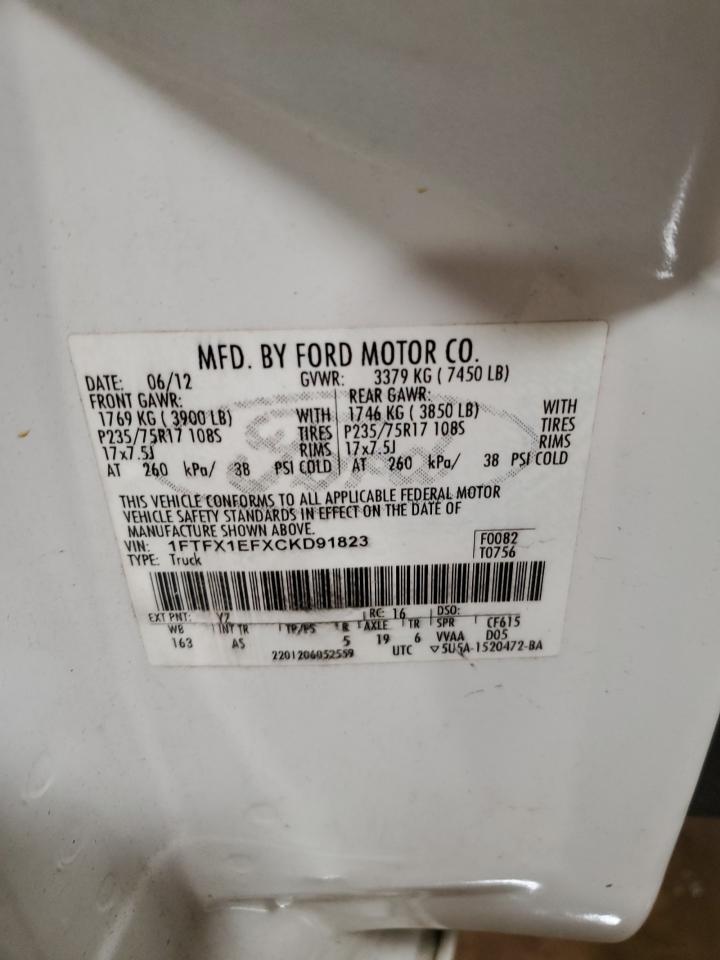 MFD. BY FORD MOTOR CO.
DATE: 06/12 GVWR: 3379 KG ( 7450 LB)
FRONT GAWR: REAR GAWR:
1769 KG ( 3900 LB) WITH 1746 KG ( 3850 LB) WITH
P235/75R17 108S TIRES P235/75R17 108S TIRES
17x7.5J RIMS 17x7.5J RIMS
AT 260 kPa/ 38 PSI COLD AT 260 kPa/ 38 PSI COLD
THIS VEHICLE CONFORMS TO ALL APPLICABLE FEDERAL MOTOR
VEHICLE SAFETY STANDARDS IN EFFECT ON THE DATE OF
MANUFACTURE SHOWN ABOVE.
VIN: 1FTFX1EFXCKD91823 F0082
TYPE: Truck T0756
EXT PNT: YZ RC: 16 DSO:
WB INT TR TP/PS R AXLE TR SPR CF615
163 AS 5 19 6 VVAA D05
2201206052559 UTC ▽5U5A-1520472-BA